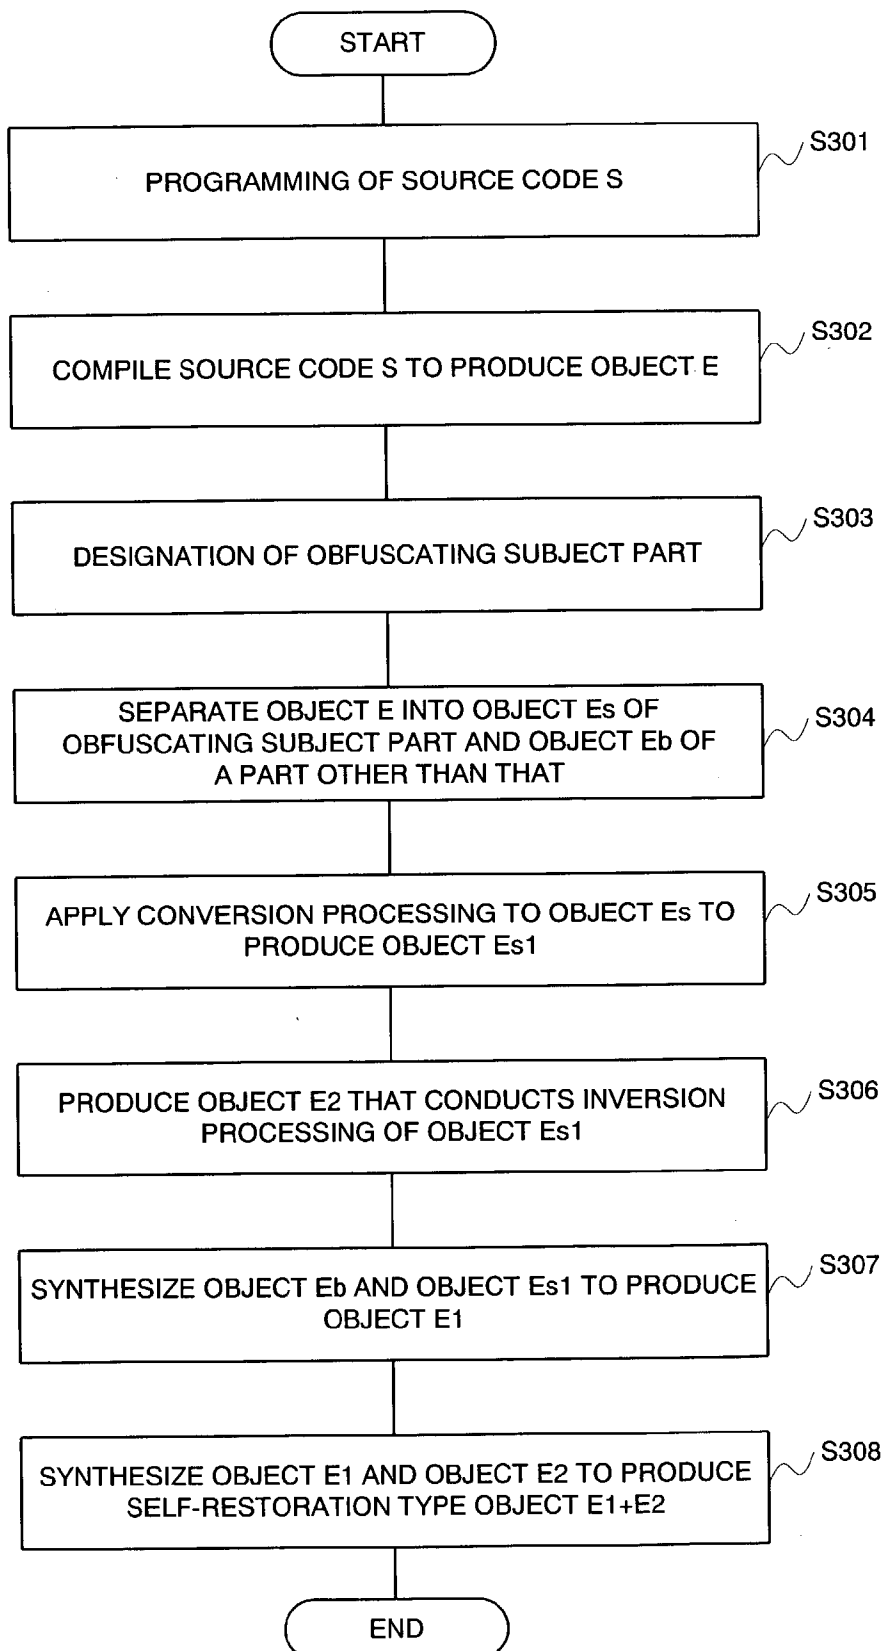 START
PROGRAMMING OF SOURCE CODE S
S301
COMPILE SOURCE CODE S TO PRODUCE OBJECT E
S302
DESIGNATION OF OBFUSCATING SUBJECT PART
S303
SEPARATE OBJECT E INTO OBJECT Es OF
OBFUSCATING SUBJECT PART AND OBJECT Eb OF
A PART OTHER THAN THAT
S304
APPLY CONVERSION PROCESSING TO OBJECT Es TO
PRODUCE OBJECT Es1
S305
PRODUCE OBJECT E2 THAT CONDUCTS INVERSION
PROCESSING OF OBJECT Es1
S306
SYNTHESIZE OBJECT Eb AND OBJECT Es1 TO PRODUCE
OBJECT E1
S307
SYNTHESIZE OBJECT E1 AND OBJECT E2 TO PRODUCE
SELF-RESTORATION TYPE OBJECT E1+E2
S308
END